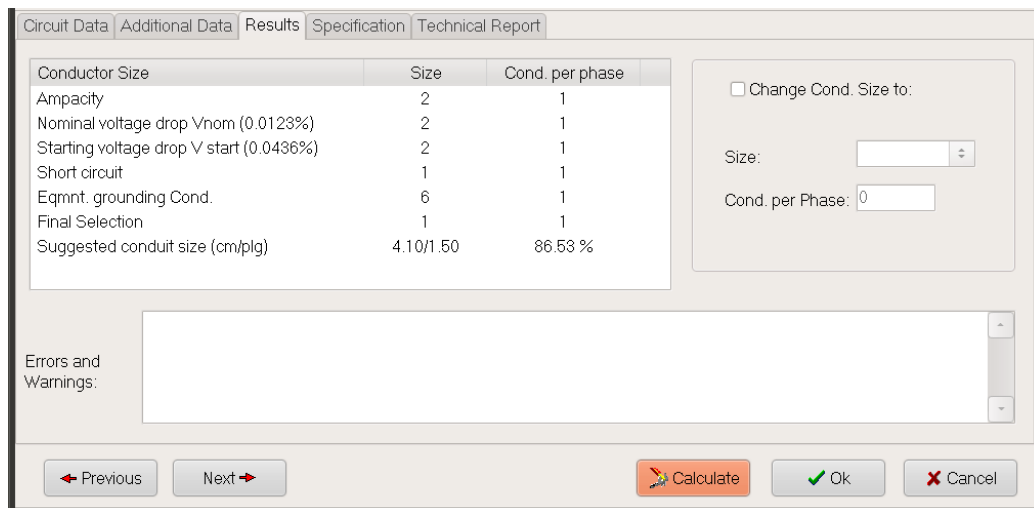 Circuit Data Additional Data Results Specification Technical Report
Conductor Size Size Cond. per phase
Ampacity 2 1
Nominal voltage drop Vnom (0.0123%) 2 1
Starting voltage drop V start (0.0436%) 2 1
Short circuit 1 1
Eqmnt. grounding Cond. 6 1
Final Selection 1 1
Suggested conduit size (cm/plg) 4.10/1.50 86.53 %
Change Cond. Size to:
Size:
Cond. per Phase: 0
Errors and
Warnings:
Previous Next Calculate Ok Cancel